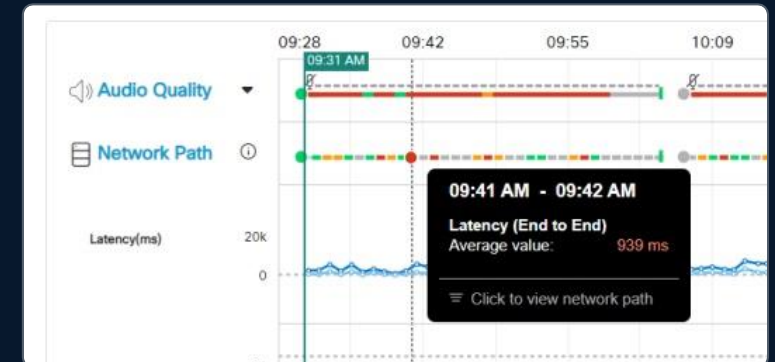 09:28 09:42 09:55 10:09
09:31 AM
Audio Quality
Network Path
09:41 AM - 09:42 AM
Latency (End to End)
Average value: 939 ms
Click to view network path
Latency(ms) 20k
0